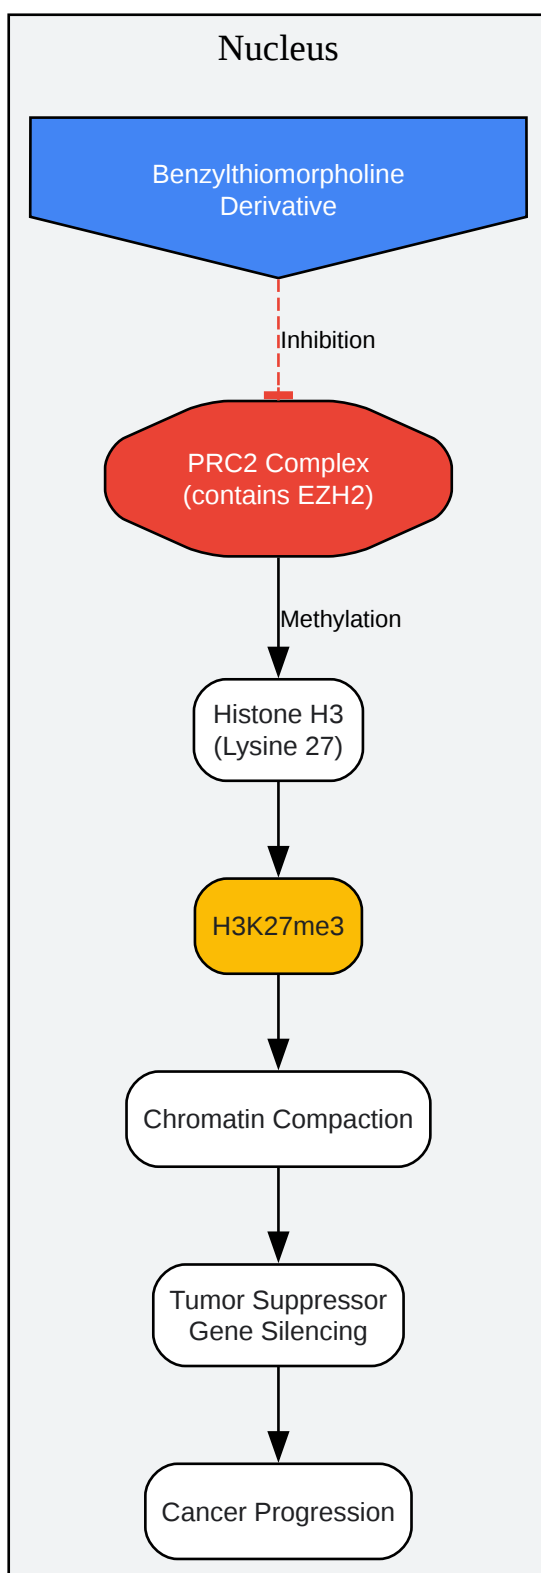 Nucleus
Benzylthiomorpholine
Derivative
Inhibition
PRC2 Complex
(contains EZH2)
Methylation
Histone H3
(Lysine 27)
H3K27me3
Chromatin Compaction
Tumor Suppressor
Gene Silencing
Cancer Progression